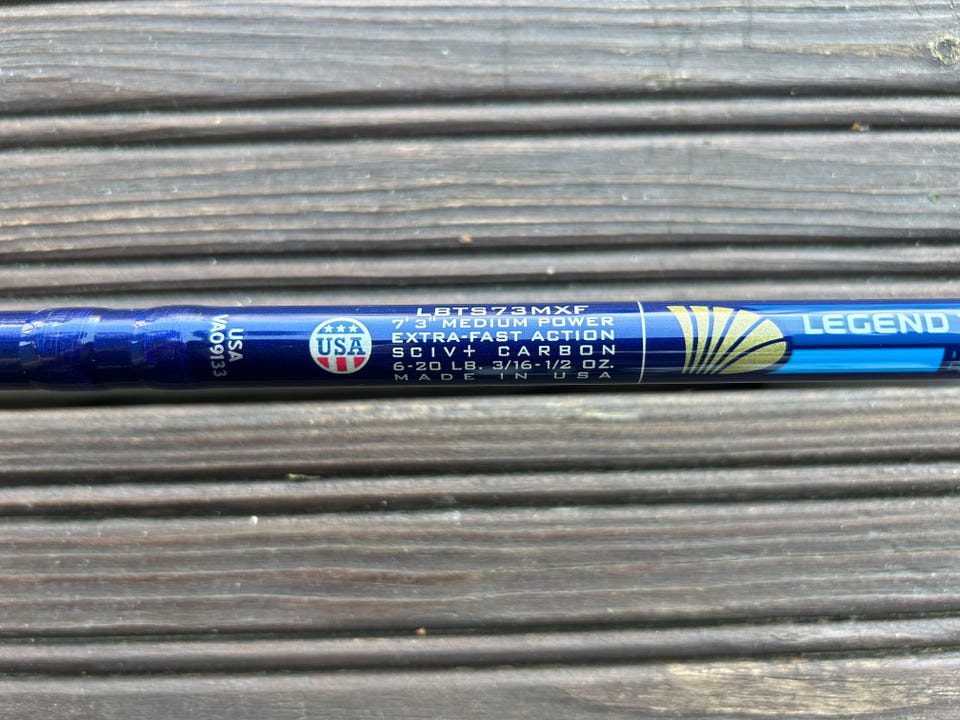 USA
VA09133
USA
LBTS73MXF
7' 3" MEDIUM POWER
EXTRA-FAST ACTION
SCIV+ CARBON
6-20 LB. 3/16-1/2 OZ.
MADE IN USA
LEGEND